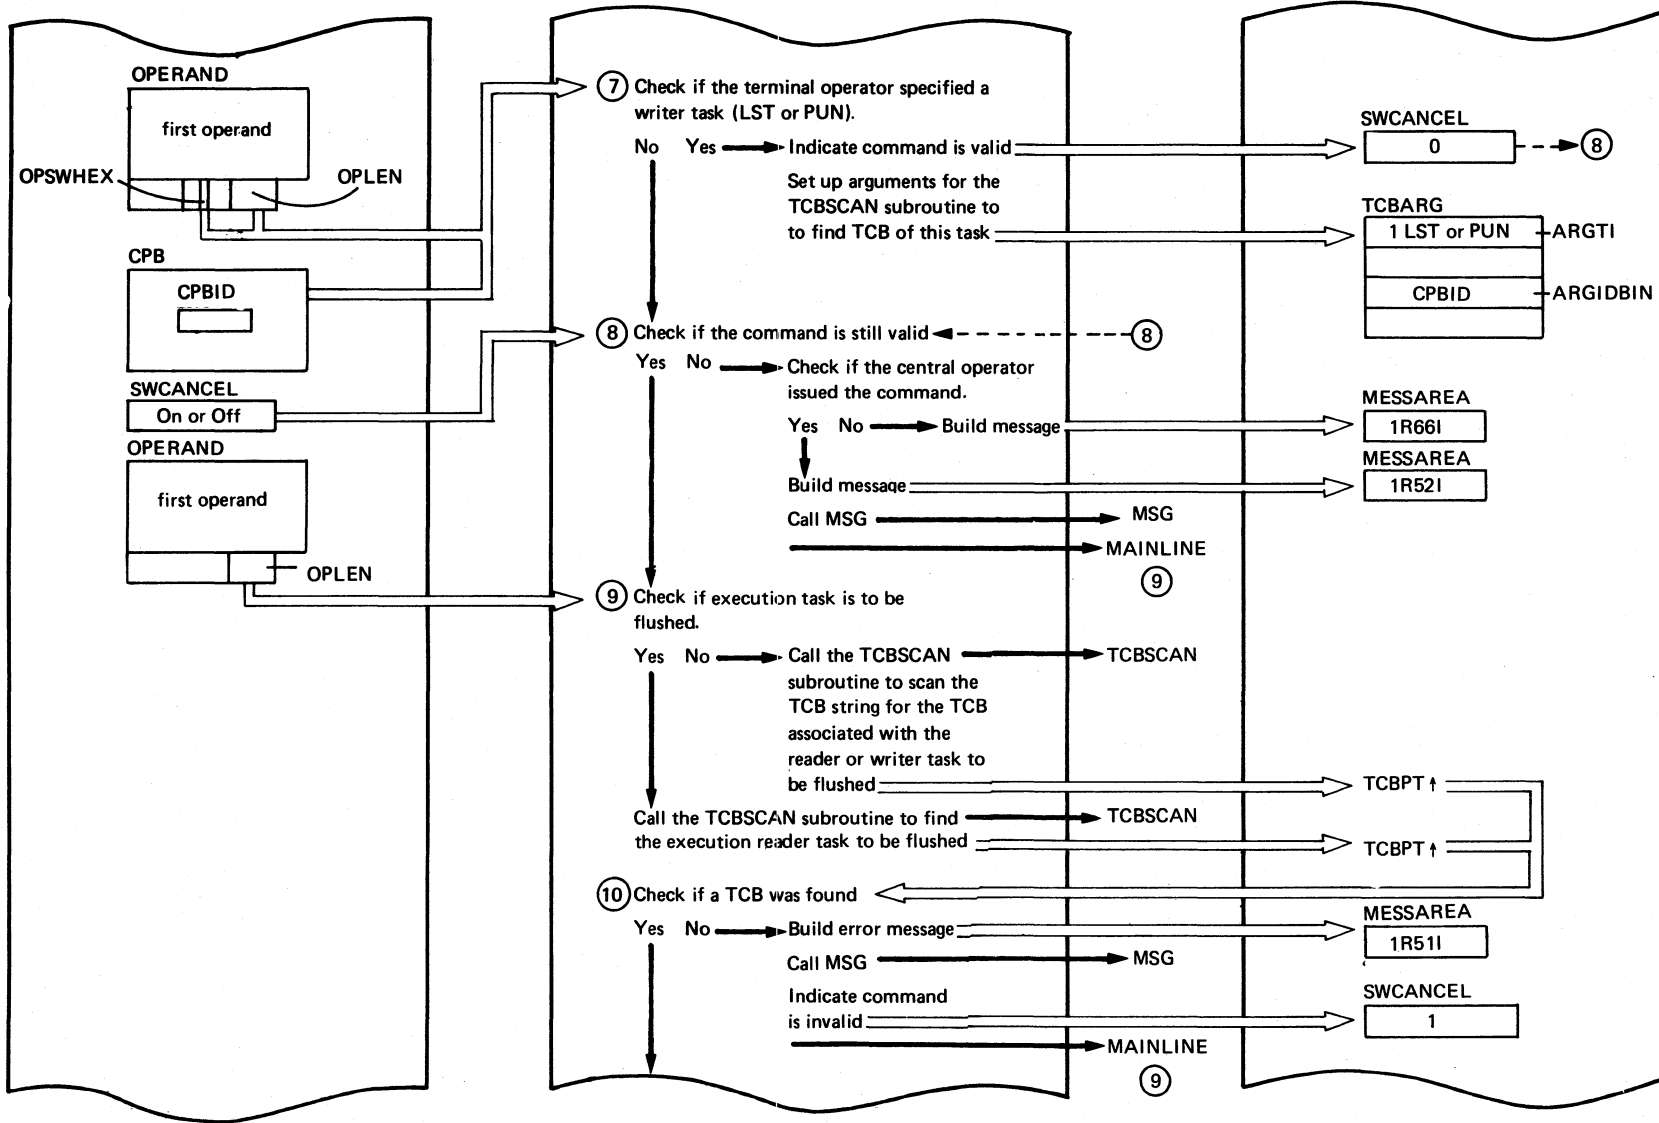 OPERAND
first operand
OPSWHEX
OPLEN
CPB
CPBID
SWCANCEL
On or Off
OPERAND
first operand
OPLEN
7 Check if the terminal operator specified a
writer task (LST or PUN).
No Yes Indicate command is valid
Set up arguments for the
TCBSCAN subroutine to
to find TCB of this task
8 Check if the command is still valid 8
Yes No Check if the central operator
issued the command.
Yes No Build message
Build message
Call MSG MSG
MAINLINE
9
9 Check if execution task is to be
flushed.
Yes No Call the TCBSCAN TCBSCAN
subroutine to scan the
TCB string for the TCB
associated with the
reader or writer task to
be flushed
Call the TCBSCAN subroutine to find TCBSCAN
the execution reader task to be flushed
10 Check if a TCB was found
Yes No Build error message
Call MSG MSG
Indicate command
is invalid
MAINLINE
9
SWCANCEL
0 8
TCBARG
1 LST or PUN ARGTI
CPBID ARGIDBIN
MESSAREA
1R66I
MESSAREA
1R52I
TCBPT ↑
TCBPT ↑
MESSAREA
1R51I
SWCANCEL
1